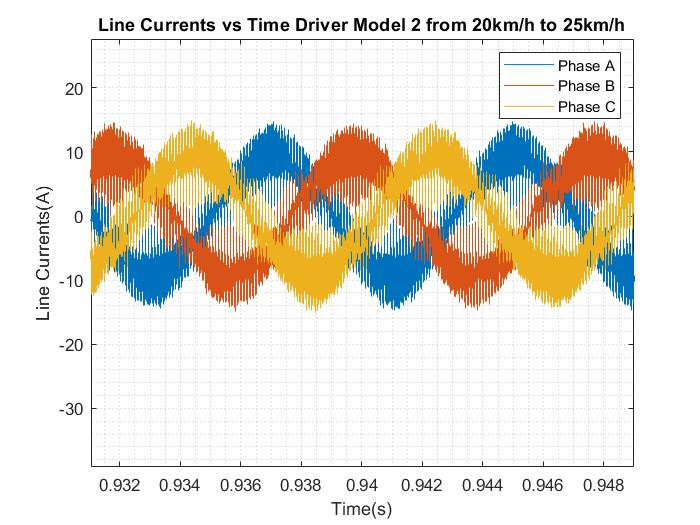 Line Currents vs Time Driver Model 2 from 20km/h to 25km/h
Phase A
Phase B
Phase C
20
10
0
-10
-20
-30
Line Currents(A)
0.932 0.934 0.936 0.938 0.94 0.942 0.944 0.946 0.948
Time(s)